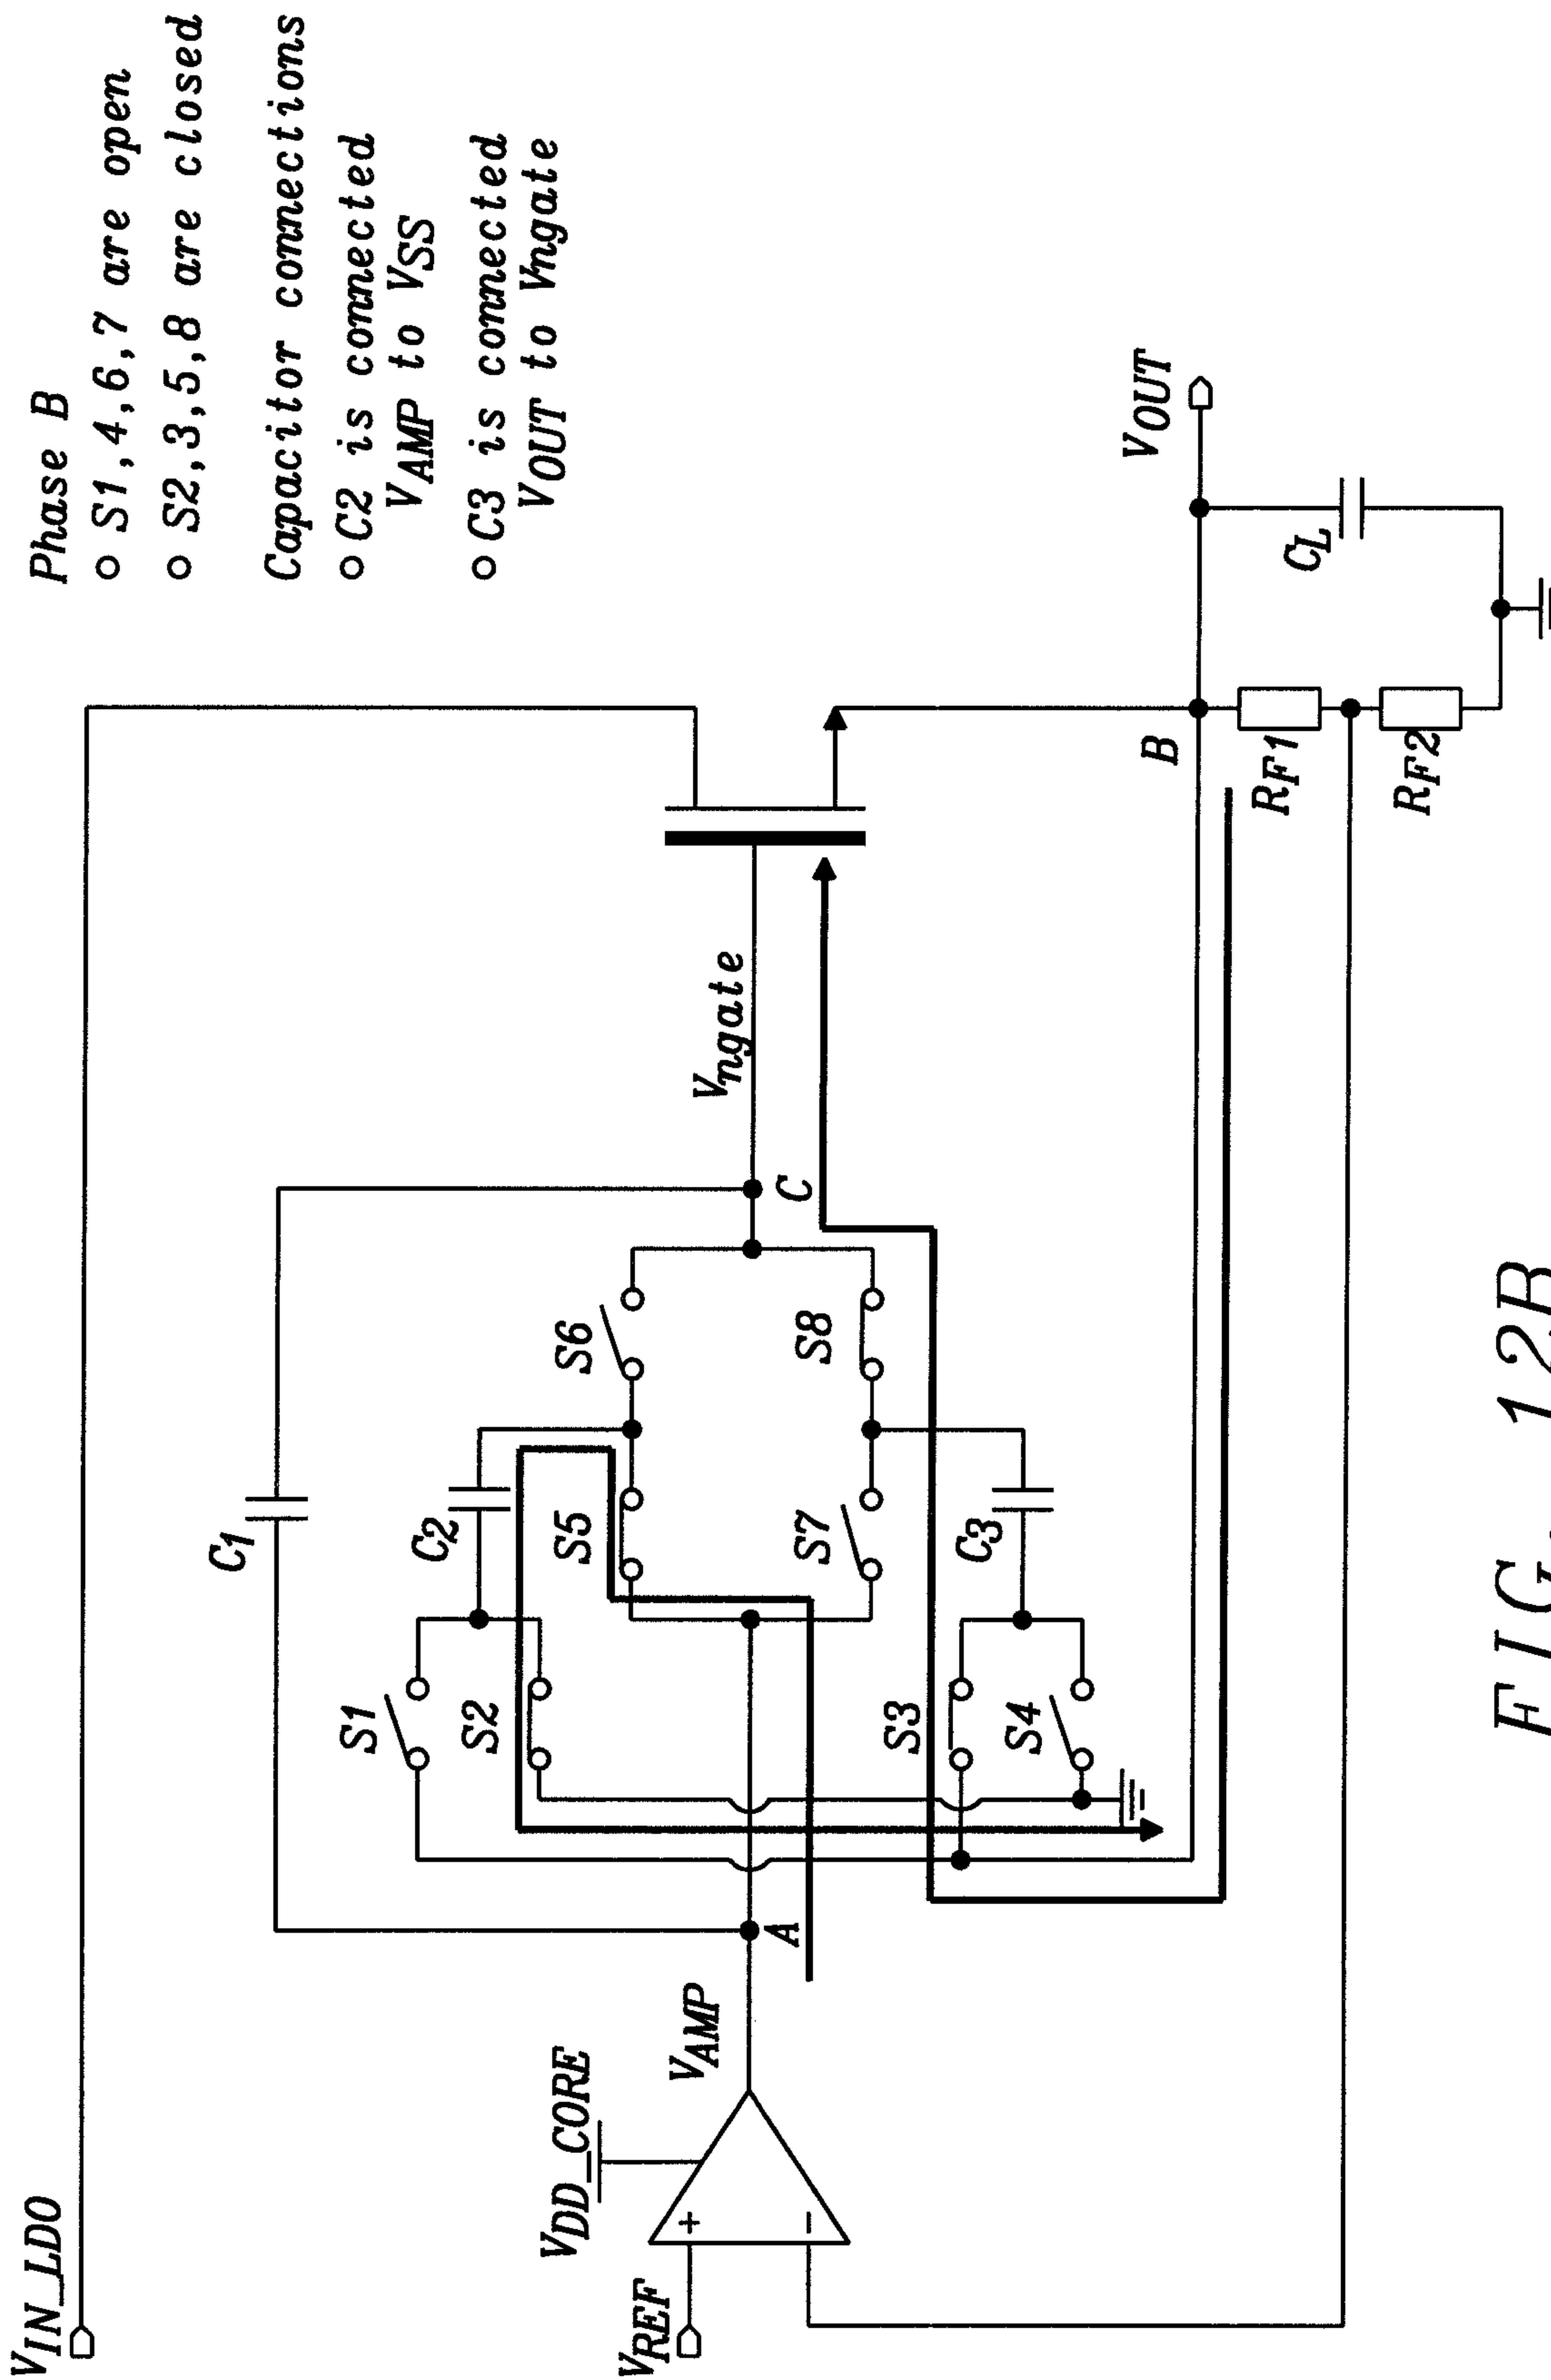 Phase B
○ S1,4,6,7 are open
○ S2,3,5,8 are closed
Capacitor connections
○ C2 is connected
VAMP to VSS
○ C3 is connected
VOUT to Vngate
VIN_LDO
C1
C2
S1
S2
S5
S6
VDD_CORE
VREF
+
−
VAMP
A
S7
S8
C
Vngate
S3
S4
C3
B
VOUT
RF1
RF2
CL
FIG. 12B